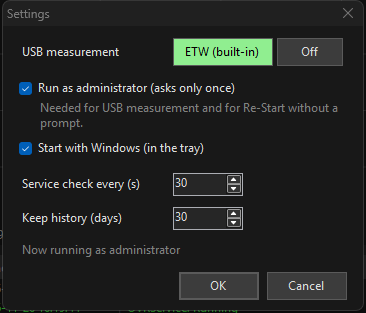 Settings
USB measurement
ETW (built-in)
Off
Run as administrator (asks only once)
Needed for USB measurement and for Re-Start without a
prompt.
Start with Windows (in the tray)
Service check every (s)
30
Keep history (days)
30
Now running as administrator
OK
Cancel